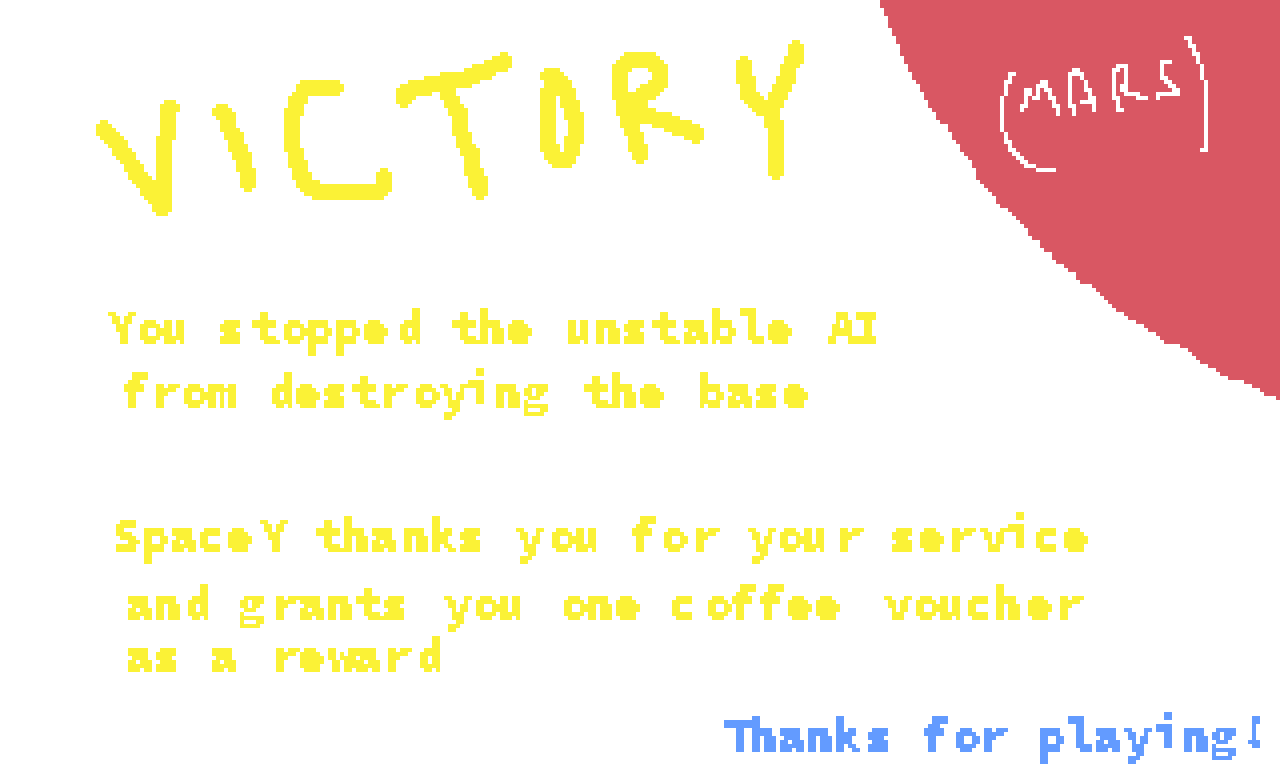 VICTORY
(MARS)
You stopped the unstable AI
from destroying the base
SpaceY thanks you for your service
and grants you one coffee voucher
as a reward
Thanks for playing!